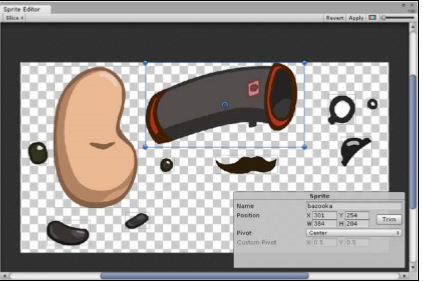 Sprite Editor
Slice
Revert Apply
Sprite
Name bazooka
Position X 301 Y 254
W 384 H 204
Trim
Pivot Center
Custom Pivot X 0.5 Y 0.5